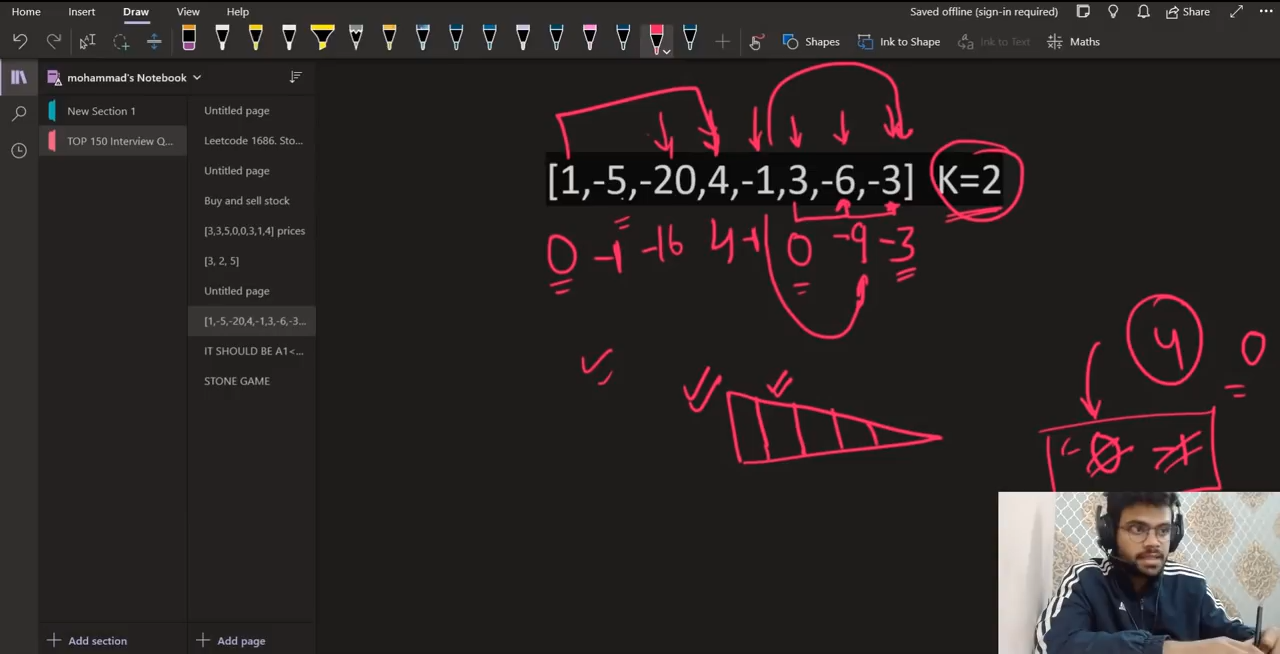 Home Insert Draw View Help
Saved offline (sign-in required) Share
Shapes Ink to Shape Ink to Text Maths
mohammad's Notebook
New Section 1
TOP 150 Interview Q...
Untitled page
Leetcode 1686. Sto...
Untitled page
Buy and sell stock
[3,3,5,0,0,3,1,4] prices
[3, 2, 5]
Untitled page
[1,-5,-20,4,-1,3,-6,-3...
IT SHOULD BE A1<...
STONE GAME
Add section
Add page
[1,-5,-20,4,-1,3,-6,-3] K=2
0 -1 -16 4 -1 0 -9 -3
4 0